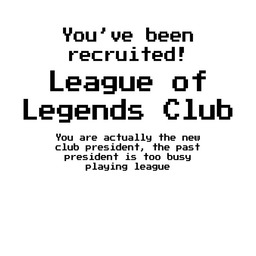 You've been
recruited!
League of
Legends Club
You are actually the new
club president, the past
president is too busy
playing league